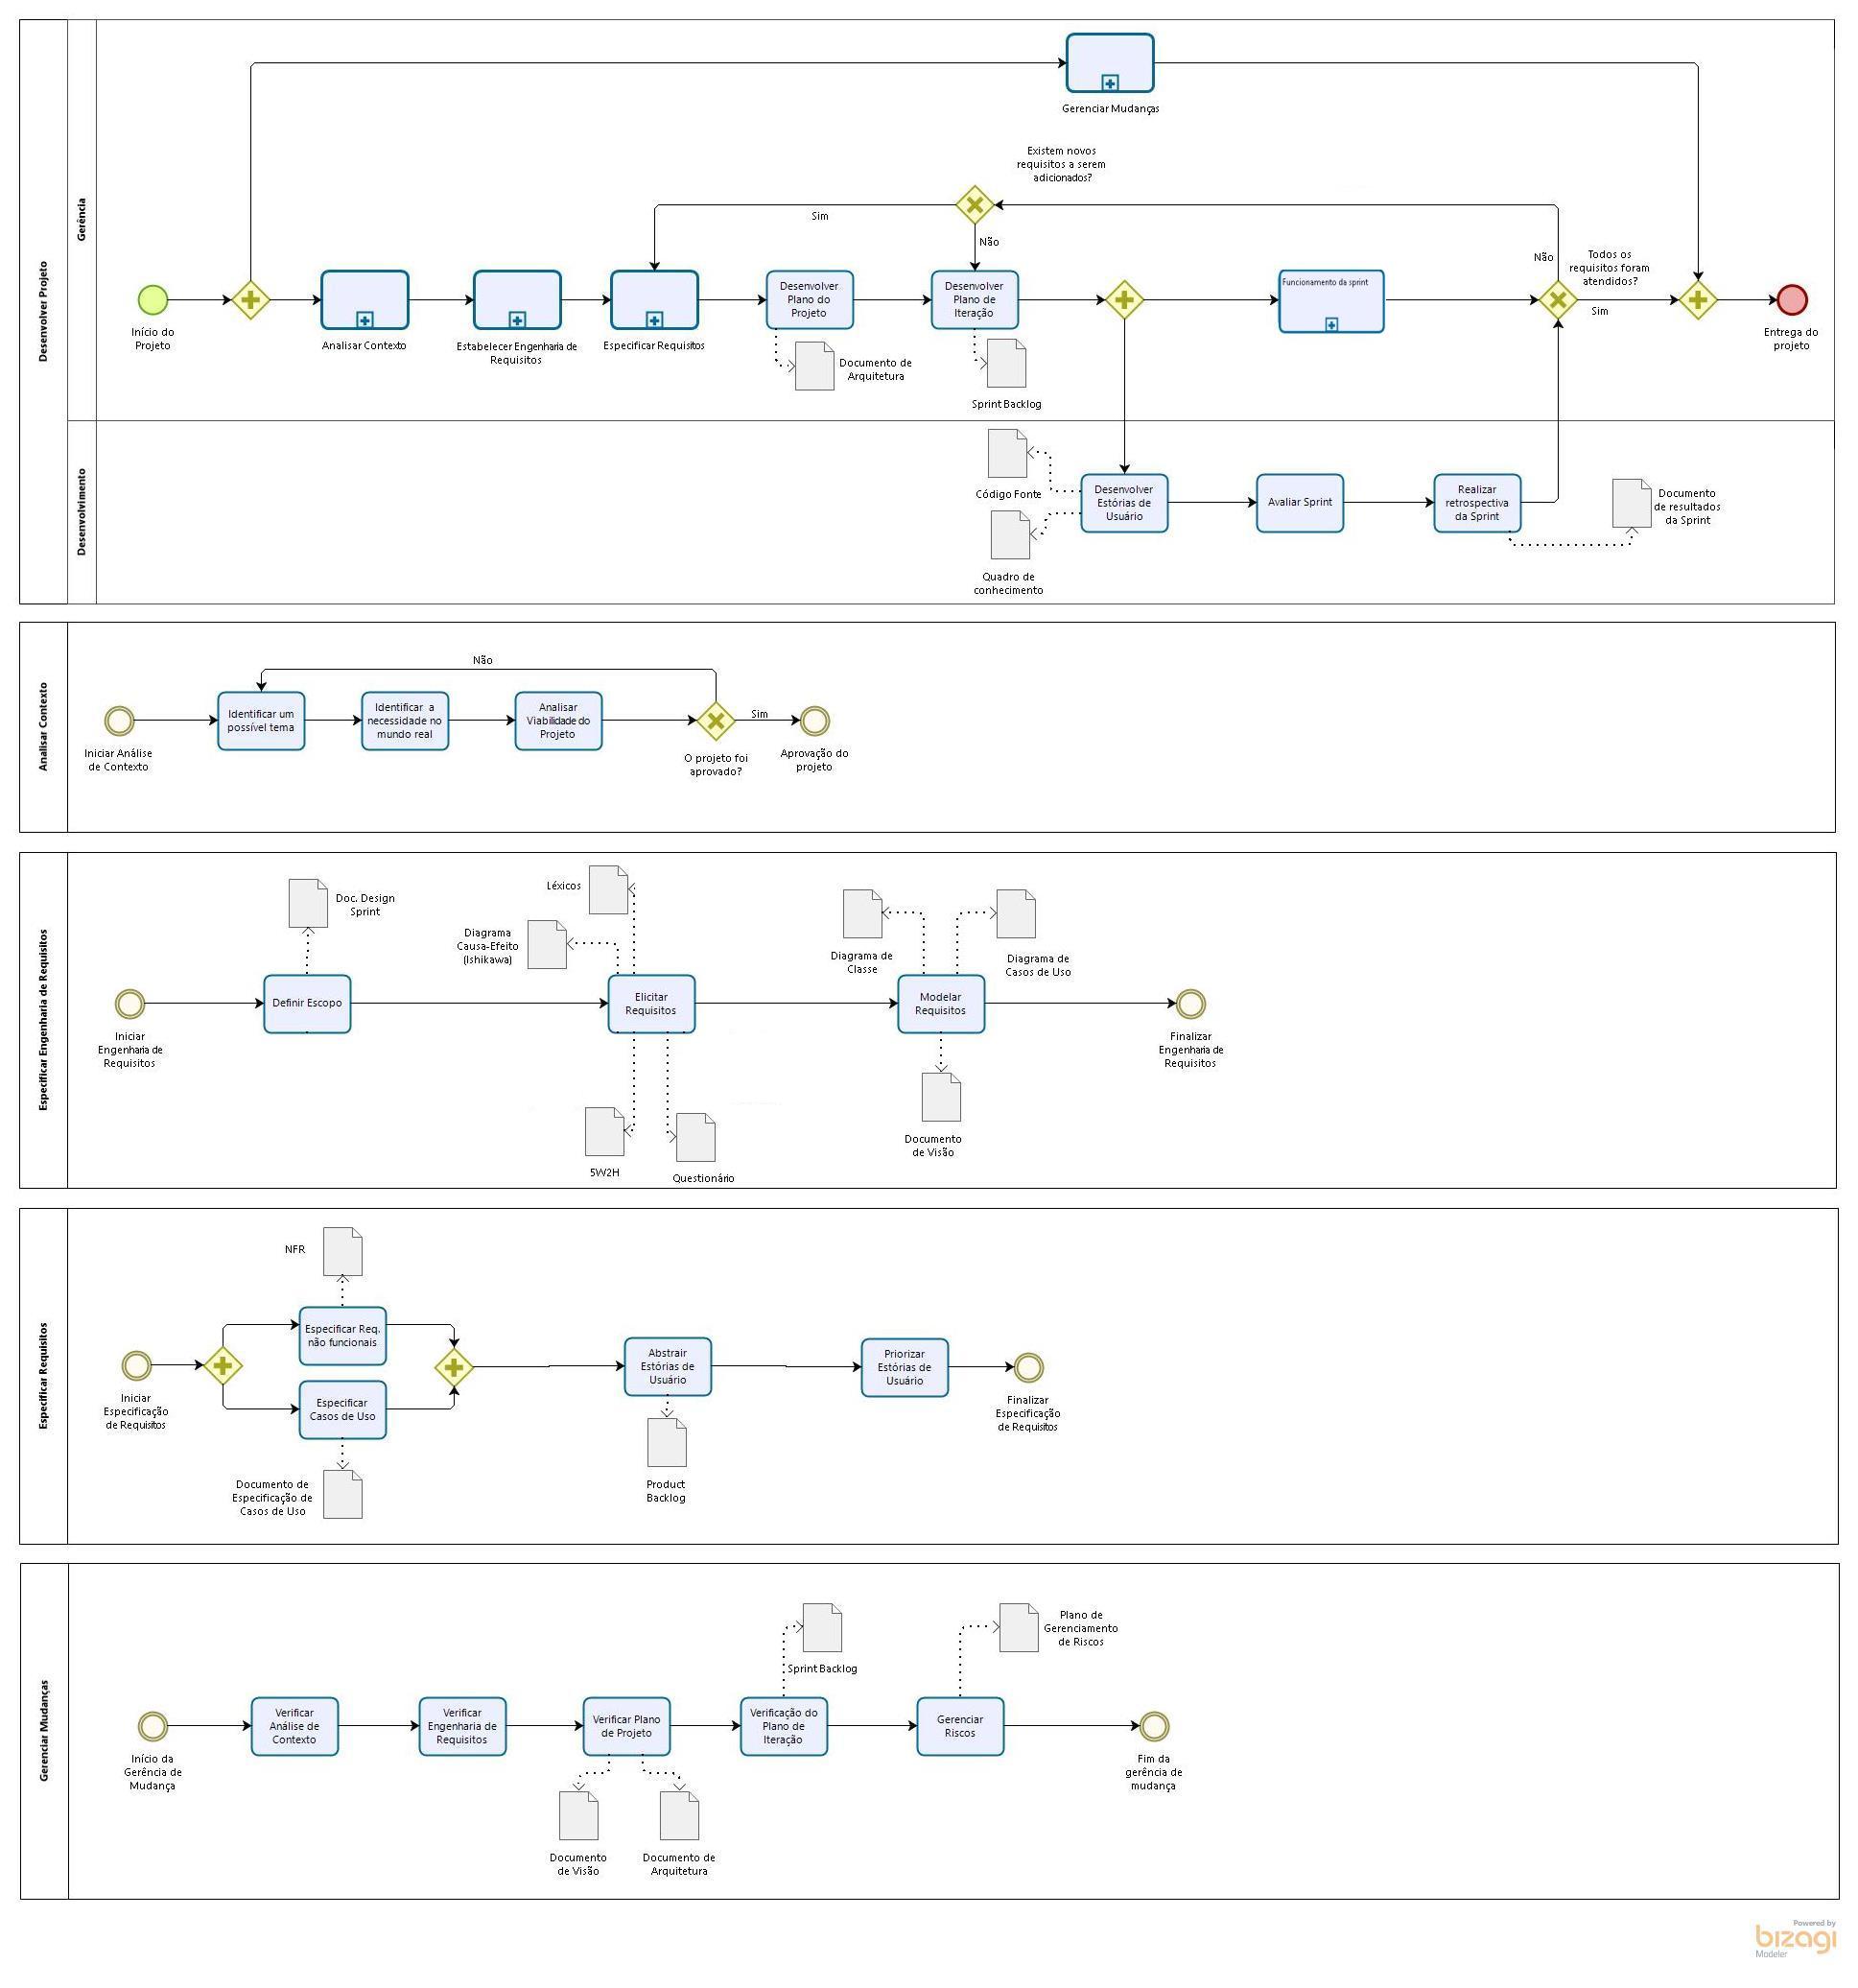 Desenvolver Projeto
Gerência
Gerenciar Mudanças
Existem novos
requisitos a serem
adicionados?
Sim
Não
Início do
Projeto
Analisar Contexto
Estabelecer Engenharia de
Requisitos
Especificar Requisitos
Desenvolver
Plano do
Projeto
Documento de
Arquitetura
Desenvolver
Plano de
Iteração
Sprint Backlog
Funcionamento da sprint
Não
Todos os
requisitos foram
atendidos?
Sim
Entrega do
projeto
Desenvolvimento
Código Fonte
Quadro de
conhecimento
Desenvolver
Estórias de
Usuário
Avaliar Sprint
Realizar
retrospectiva
da Sprint
Documento
de resultados
da Sprint
Analisar Contexto
Não
Iniciar Análise
de Contexto
Identificar um
possível tema
Identificar a
necessidade no
mundo real
Analisar
Viabilidade do
Projeto
O projeto foi
aprovado?
Sim
Aprovação do
projeto
Especificar Engenharia de Requisitos
Doc. Design
Sprint
Léxicos
Diagrama
Causa-Efeito
(Ishikawa)
Diagrama de
Classe
Diagrama de
Casos de Uso
Iniciar
Engenharia de
Requisitos
Definir Escopo
Elicitar
Requisitos
Modelar
Requisitos
Finalizar
Engenharia de
Requisitos
5W2H
Questionário
Documento
de Visão
Especificar Requisitos
NFR
Iniciar
Especificação
de Requisitos
Especificar Req.
não funcionais
Especificar
Casos de Uso
Documento de
Especificação de
Casos de Uso
Abstrair
Estórias de
Usuário
Product
Backlog
Priorizar
Estórias de
Usuário
Finalizar
Especificação
de Requisitos
Gerenciar Mudanças
Sprint Backlog
Plano de
Gerenciamento
de Riscos
Início da
Gerência de
Mudança
Verificar
Análise de
Contexto
Verificar
Engenharia de
Requisitos
Verificar Plano
de Projeto
Verificação do
Plano de
Iteração
Gerenciar
Riscos
Fim da
gerência de
mudança
Documento
de Visão
Documento de
Arquitetura
Powered by
bizagi
Modeler